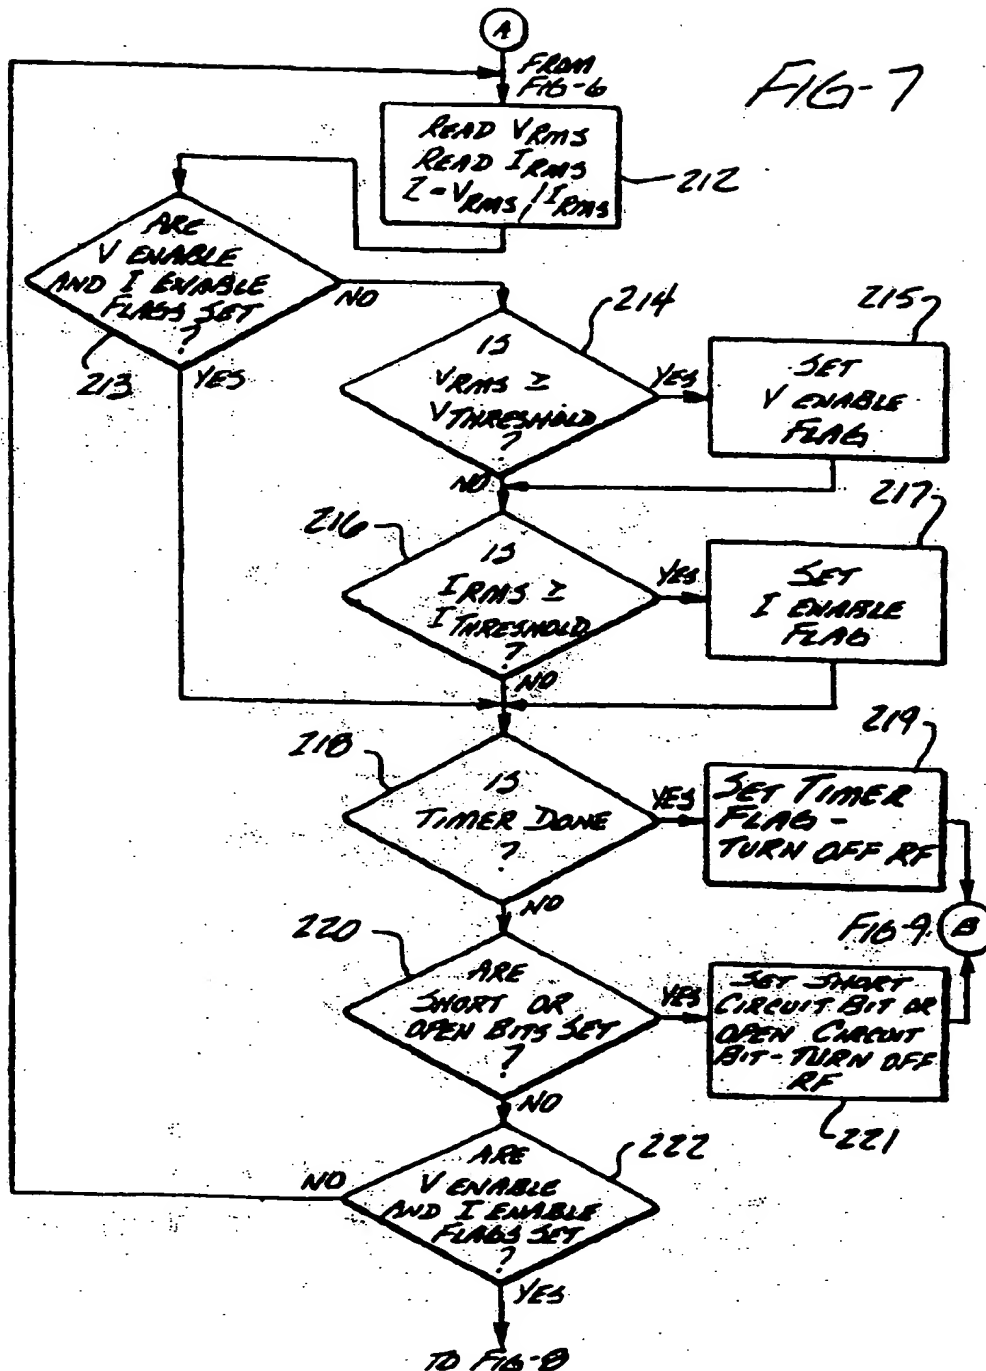 A
FROM
FIG-6
FIG-7
READ VRMS
READ IRMS
Z=VRMS/IRMS
212
ARE
V ENABLE
AND I ENABLE
FLAGS SET
?
NO
213
YES
214
IS
VRMS ≥
VTHRESHOLD
?
YES
215
SET
V ENABLE
FLAG
NO
216
IS
IRMS ≥
ITHRESHOLD
?
YES
217
SET
I ENABLE
FLAG
NO
218
IS
TIMER DONE
?
YES
219
SET TIMER
FLAG-
TURN OFF RF
NO
FIG-9
B
220
ARE
SHORT OR
OPEN BITS SET
?
YES
SET SHORT
CIRCUIT BIT OR
OPEN CIRCUIT
BIT-TURN OFF
RF
221
NO
222
ARE
V ENABLE
AND I ENABLE
FLAGS SET
?
NO
YES
TO FIG-8